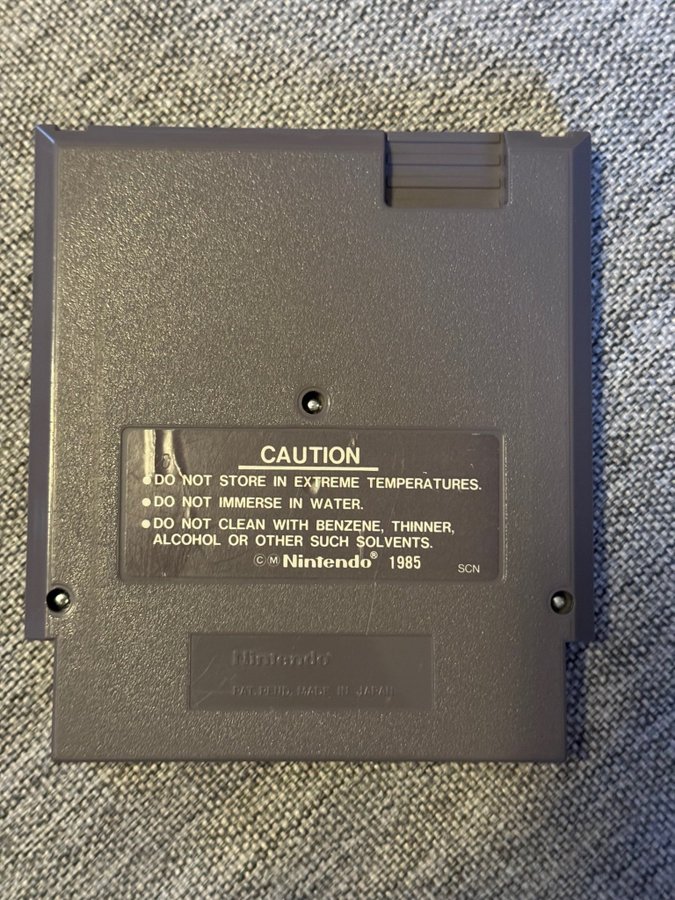 CAUTION
•DO NOT STORE IN EXTREME TEMPERATURES.
•DO NOT IMMERSE IN WATER.
•DO NOT CLEAN WITH BENZENE, THINNER,
ALCOHOL OR OTHER SUCH SOLVENTS.
©Ⓜ Nintendo® 1985 SCN
Nintendo®
PAT. PEND. MADE IN JAPAN